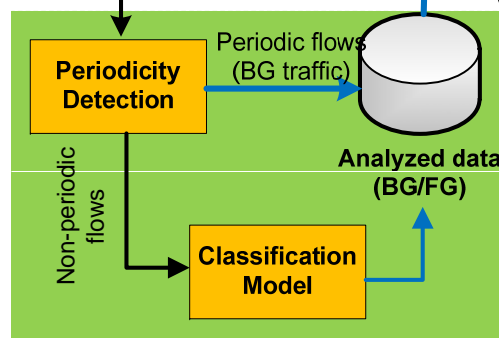 Periodic flows
(BG traffic)
Periodicity
Detection
Analyzed data
(BG/FG)
Non-periodic
flows
Classification
Model